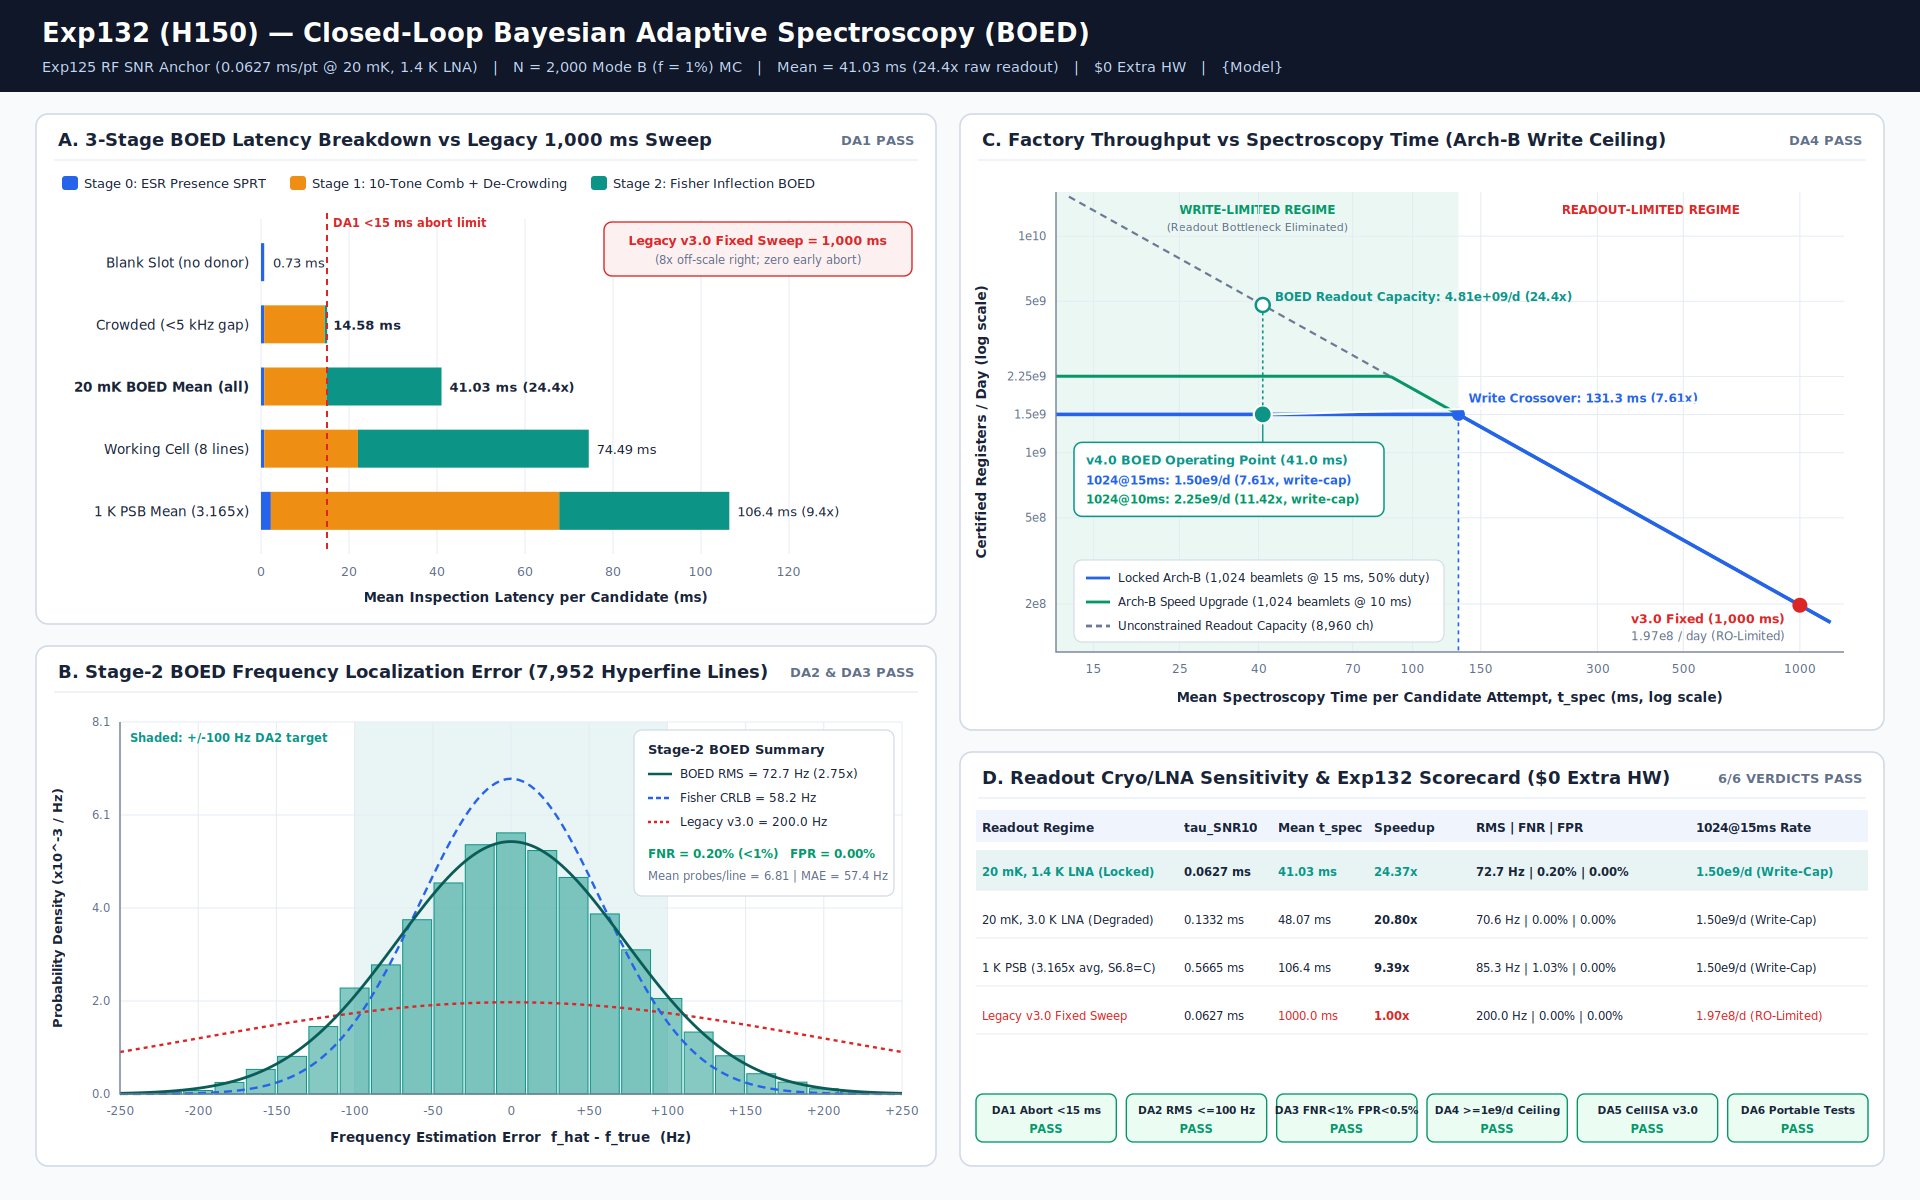 Exp132 (H150) — Closed-Loop Bayesian Adaptive Spectroscopy (BOED)
Exp125 RF SNR Anchor (0.0627 ms/pt @ 20 mK, 1.4 K LNA) | N = 2,000 Mode B (f = 1%) MC | Mean = 41.03 ms (24.4x raw readout) | $0 Extra HW | {Model}
A. 3-Stage BOED Latency Breakdown vs Legacy 1,000 ms Sweep
DA1 PASS
Stage 0: ESR Presence SPRT
Stage 1: 10-Tone Comb + De-Crowding
Stage 2: Fisher Inflection BOED
DA1 <15 ms abort limit
Legacy v3.0 Fixed Sweep = 1,000 ms
(8x off-scale right; zero early abort)
Blank Slot (no donor)
0.73 ms
Crowded (<5 kHz gap)
14.58 ms
20 mK BOED Mean (all)
41.03 ms (24.4x)
Working Cell (8 lines)
74.49 ms
1 K PSB Mean (3.165x)
106.4 ms (9.4x)
0 20 40 60 80 100 120
Mean Inspection Latency per Candidate (ms)
B. Stage-2 BOED Frequency Localization Error (7,952 Hyperfine Lines)
DA2 & DA3 PASS
Probability Density (x10^-3 / Hz)
8.1
6.1
4.0
2.0
0.0
Shaded: +/-100 Hz DA2 target
Stage-2 BOED Summary
BOED RMS = 72.7 Hz (2.75x)
Fisher CRLB = 58.2 Hz
Legacy v3.0 = 200.0 Hz
FNR = 0.20% (<1%) FPR = 0.00%
Mean probes/line = 6.81 | MAE = 57.4 Hz
-250 -200 -150 -100 -50 0 +50 +100 +150 +200 +250
Frequency Estimation Error f_hat - f_true (Hz)
C. Factory Throughput vs Spectroscopy Time (Arch-B Write Ceiling)
DA4 PASS
Certified Registers / Day (log scale)
1e10
5e9
2.25e9
1.5e9
1e9
5e8
2e8
WRITE-LIMITED REGIME
(Readout Bottleneck Eliminated)
READOUT-LIMITED REGIME
BOED Readout Capacity: 4.81e+09/d (24.4x)
Write Crossover: 131.3 ms (7.61x)
v4.0 BOED Operating Point (41.0 ms)
1024@15ms: 1.50e9/d (7.61x, write-cap)
1024@10ms: 2.25e9/d (11.42x, write-cap)
Locked Arch-B (1,024 beamlets @ 15 ms, 50% duty)
Arch-B Speed Upgrade (1,024 beamlets @ 10 ms)
Unconstrained Readout Capacity (8,960 ch)
v3.0 Fixed (1,000 ms)
1.97e8 / day (RO-Limited)
15 25 40 70 100 150 300 500 1000
Mean Spectroscopy Time per Candidate Attempt, t_spec (ms, log scale)
D. Readout Cryo/LNA Sensitivity & Exp132 Scorecard ($0 Extra HW)
6/6 VERDICTS PASS
Readout Regime tau_SNR10 Mean t_spec Speedup RMS | FNR | FPR 1024@15ms Rate
20 mK, 1.4 K LNA (Locked) 0.0627 ms 41.03 ms 24.37x 72.7 Hz | 0.20% | 0.00% 1.50e9/d (Write-Cap)
20 mK, 3.0 K LNA (Degraded) 0.1332 ms 48.07 ms 20.80x 70.6 Hz | 0.00% | 0.00% 1.50e9/d (Write-Cap)
1 K PSB (3.165x avg, S6.8=C) 0.5665 ms 106.4 ms 9.39x 85.3 Hz | 1.03% | 0.00% 1.50e9/d (Write-Cap)
Legacy v3.0 Fixed Sweep 0.0627 ms 1000.0 ms 1.00x 200.0 Hz | 0.00% | 0.00% 1.97e8/d (RO-Limited)
DA1 Abort <15 ms
PASS
DA2 RMS <=100 Hz
PASS
DA3 FNR<1% FPR<0.5%
PASS
DA4 >=1e9/d Ceiling
PASS
DA5 CellISA v3.0
PASS
DA6 Portable Tests
PASS